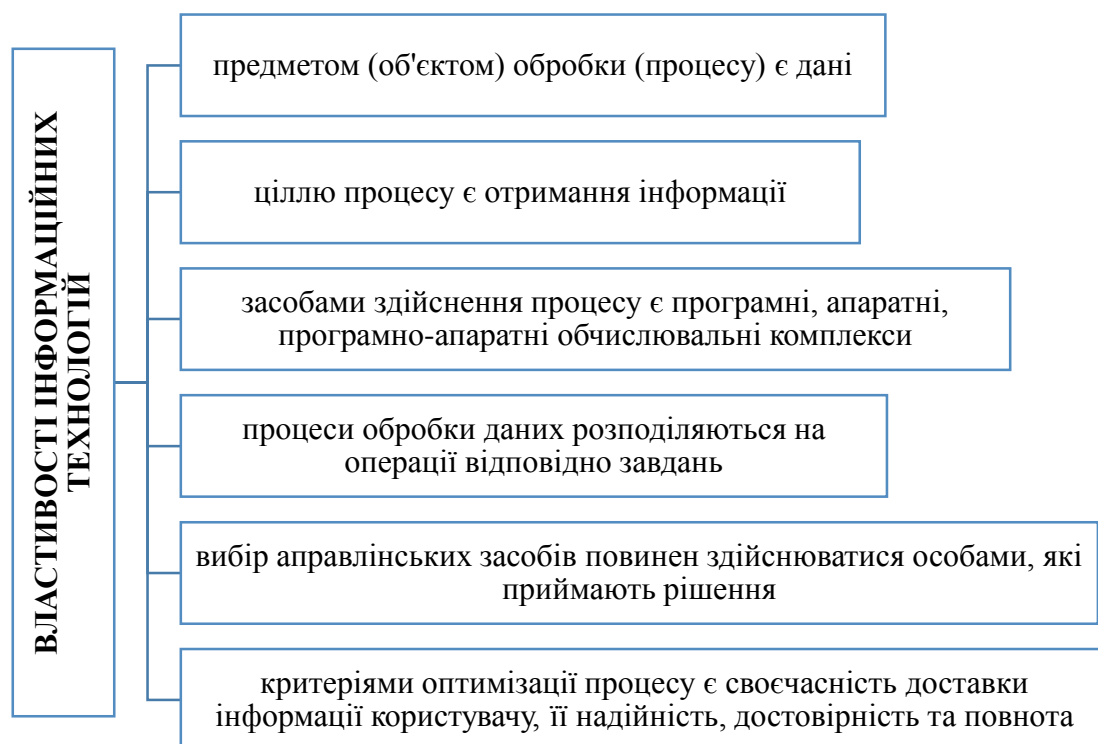 ВЛАСТИВОСТІ ІНФОРМАЦІЙНИХ
ТЕХНОЛОГІЙ
предметом (об'єктом) обробки (процесу) є дані
ціллю процесу є отримання інформації
засобами здійснення процесу є програмні, апаратні,
програмно-апаратні обчислювальні комплекси
процеси обробки даних розподіляються на
операції відповідно завдань
вибір аправлінських засобів повинен здійснюватися особами, які
приймають рішення
критеріями оптимізації процесу є своєчасність доставки
інформації користувачу, її надійність, достовірність та повнота